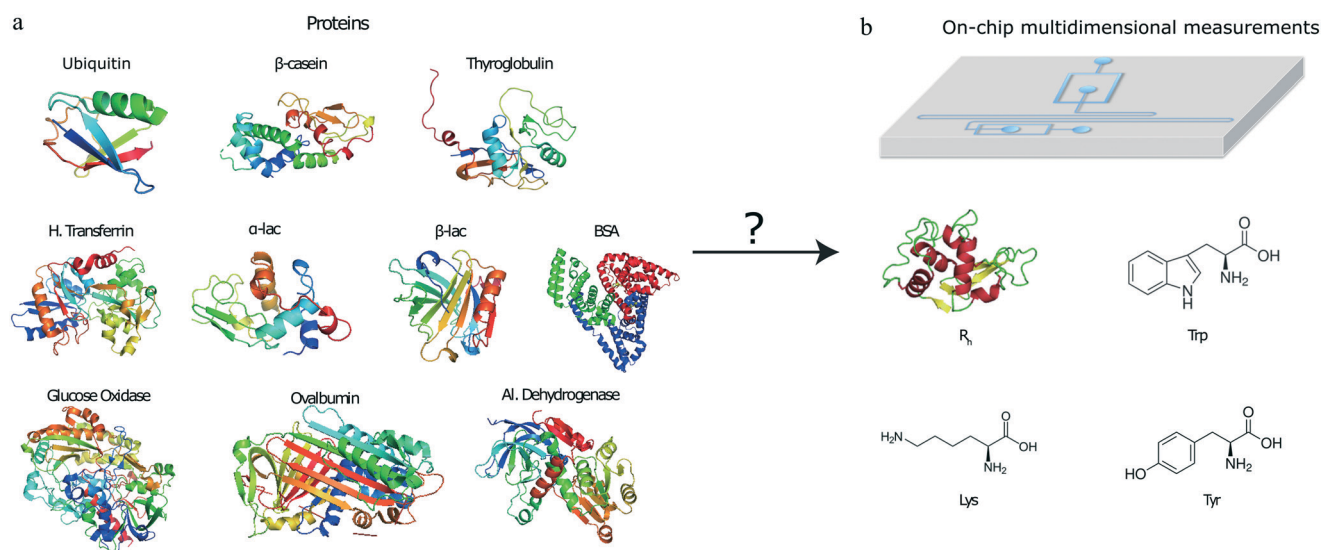 a
Proteins
b
On-chip multidimensional measurements
Ubiquitin
β-casein
Thyroglobulin
H. Transferrin
α-lac
β-lac
BSA
?
O
OH
NH₂
N
H
Rₕ
Trp
Glucose Oxidase
Ovalbumin
Al. Dehydrogenase
H₂N
O
OH
NH₂
O
OH
NH₂
HO
Lys
Tyr